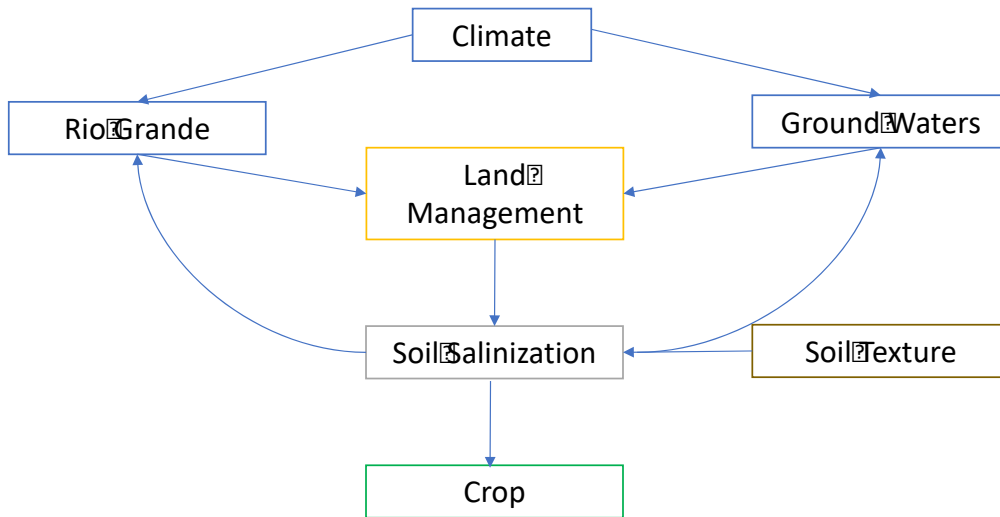 Climate
Rio Grande
Ground Waters
Land
Management
Soil Salinization
Soil Texture
Crop